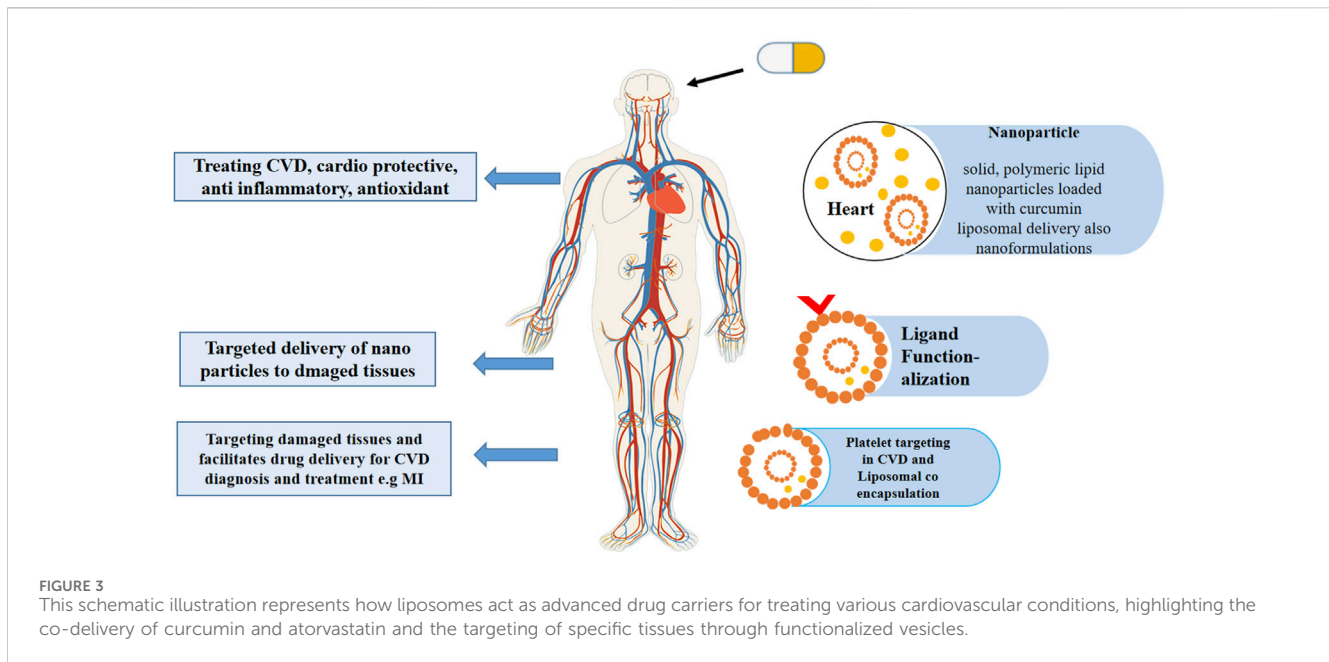 Treating CVD, cardio protective,
anti inflammatory, antioxidant
Targeted delivery of nano
particles to dmaged tissues
Targeting damaged tissues and
facilitates drug delivery for CVD
diagnosis and treatment e.g MI
Heart
Nanoparticle
solid, polymeric lipid
nanoparticles loaded
with curcumin
liposomal delivery also
nanoformulations
Ligand
Function-
alization
Platelet targeting
in CVD and
Liposomal co
encapsulation
FIGURE 3
This schematic illustration represents how liposomes act as advanced drug carriers for treating various cardiovascular conditions, highlighting the
co-delivery of curcumin and atorvastatin and the targeting of specific tissues through functionalized vesicles.